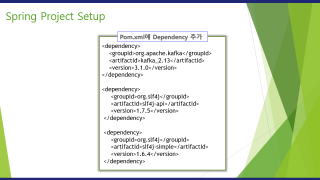 Spring Project Setup
Pom.xml에 Dependency 추가
<dependency>
<groupId>org.apache.kafka</groupId>
<artifactId>kafka_2.13</artifactId>
<version>3.1.0</version>
</dependency>
<dependency>
<groupId>org.slf4j</groupId>
<artifactId>slf4j-api</artifactId>
<version>1.7.5</version>
</dependency>
<dependency>
<groupId>org.slf4j</groupId>
<artifactId>slf4j-simple</artifactId>
<version>1.6.4</version>
</dependency>